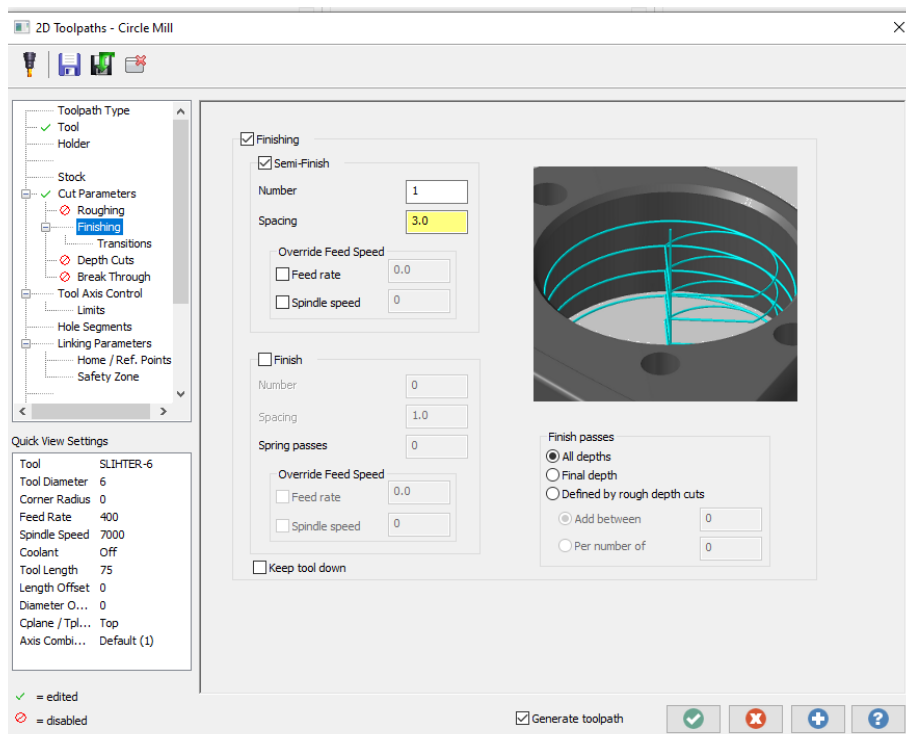 2D Toolpaths - Circle Mill
Toolpath Type
Tool
Holder
Stock
Cut Parameters
Roughing
Finishing
Transitions
Depth Cuts
Break Through
Tool Axis Control
Limits
Hole Segments
Linking Parameters
Home / Ref. Points
Safety Zone
Quick View Settings
Tool SLIHTER-6
Tool Diameter 6
Corner Radius 0
Feed Rate 400
Spindle Speed 7000
Coolant Off
Tool Length 75
Length Offset 0
Diameter O... 0
Cplane / Tpl... Top
Axis Combi... Default (1)
= edited
= disabled
Finishing
Semi-Finish
Number 1
Spacing 3.0
Override Feed Speed
Feed rate 0.0
Spindle speed 0
Finish
Number 0
Spacing 1.0
Spring passes 0
Override Feed Speed
Feed rate 0.0
Spindle speed 0
Keep tool down
Finish passes
All depths
Final depth
Defined by rough depth cuts
Add between 0
Per number of 0
Generate toolpath